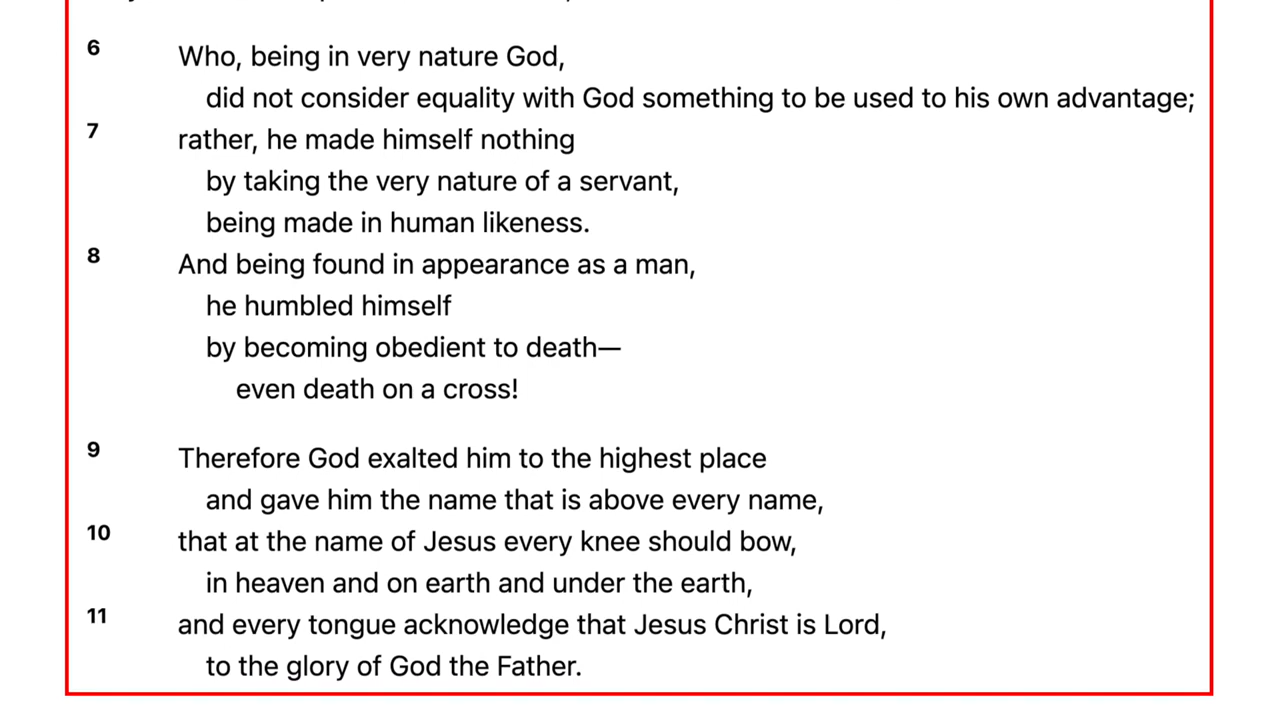 6 Who, being in very nature God,
did not consider equality with God something to be used to his own advantage;
7 rather, he made himself nothing
by taking the very nature of a servant,
being made in human likeness.
8 And being found in appearance as a man,
he humbled himself
by becoming obedient to death—
even death on a cross!
9 Therefore God exalted him to the highest place
and gave him the name that is above every name,
10 that at the name of Jesus every knee should bow,
in heaven and on earth and under the earth,
11 and every tongue acknowledge that Jesus Christ is Lord,
to the glory of God the Father.